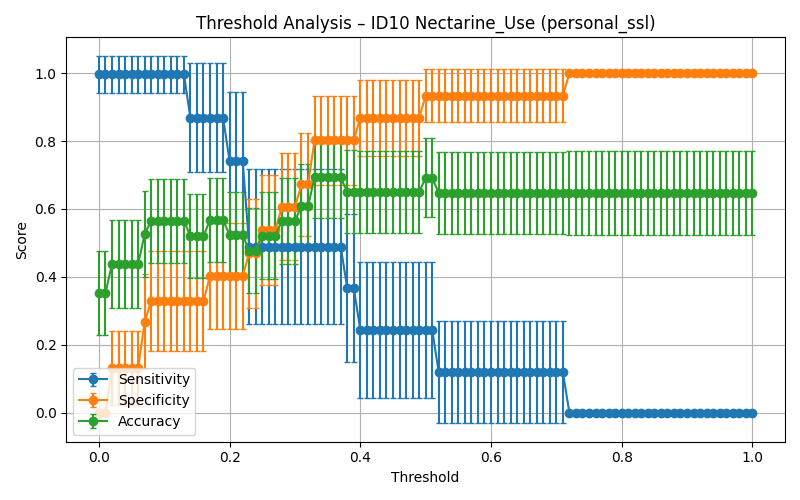 Threshold Analysis – ID10 Nectarine_Use (personal_ssl)
1.0
0.8
0.6
0.4
0.2
0.0
Score
Sensitivity
Specificity
Accuracy
0.0 0.2 0.4 0.6 0.8 1.0
Threshold